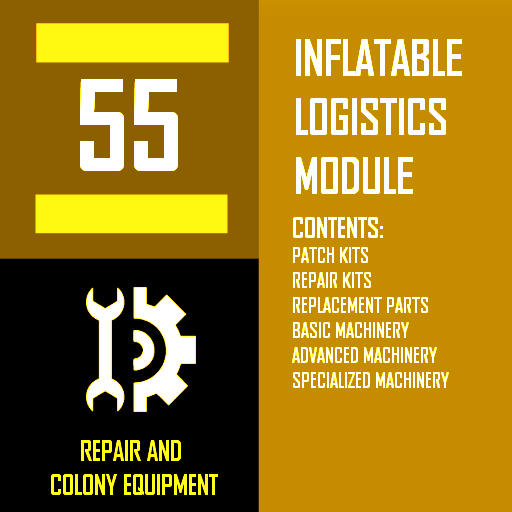 55
REPAIR AND
COLONY EQUIPMENT
INFLATABLE
LOGISTICS
MODULE
CONTENTS:
PATCH KITS
REPAIR KITS
REPLACEMENT PARTS
BASIC MACHINERY
ADVANCED MACHINERY
SPECIALIZED MACHINERY